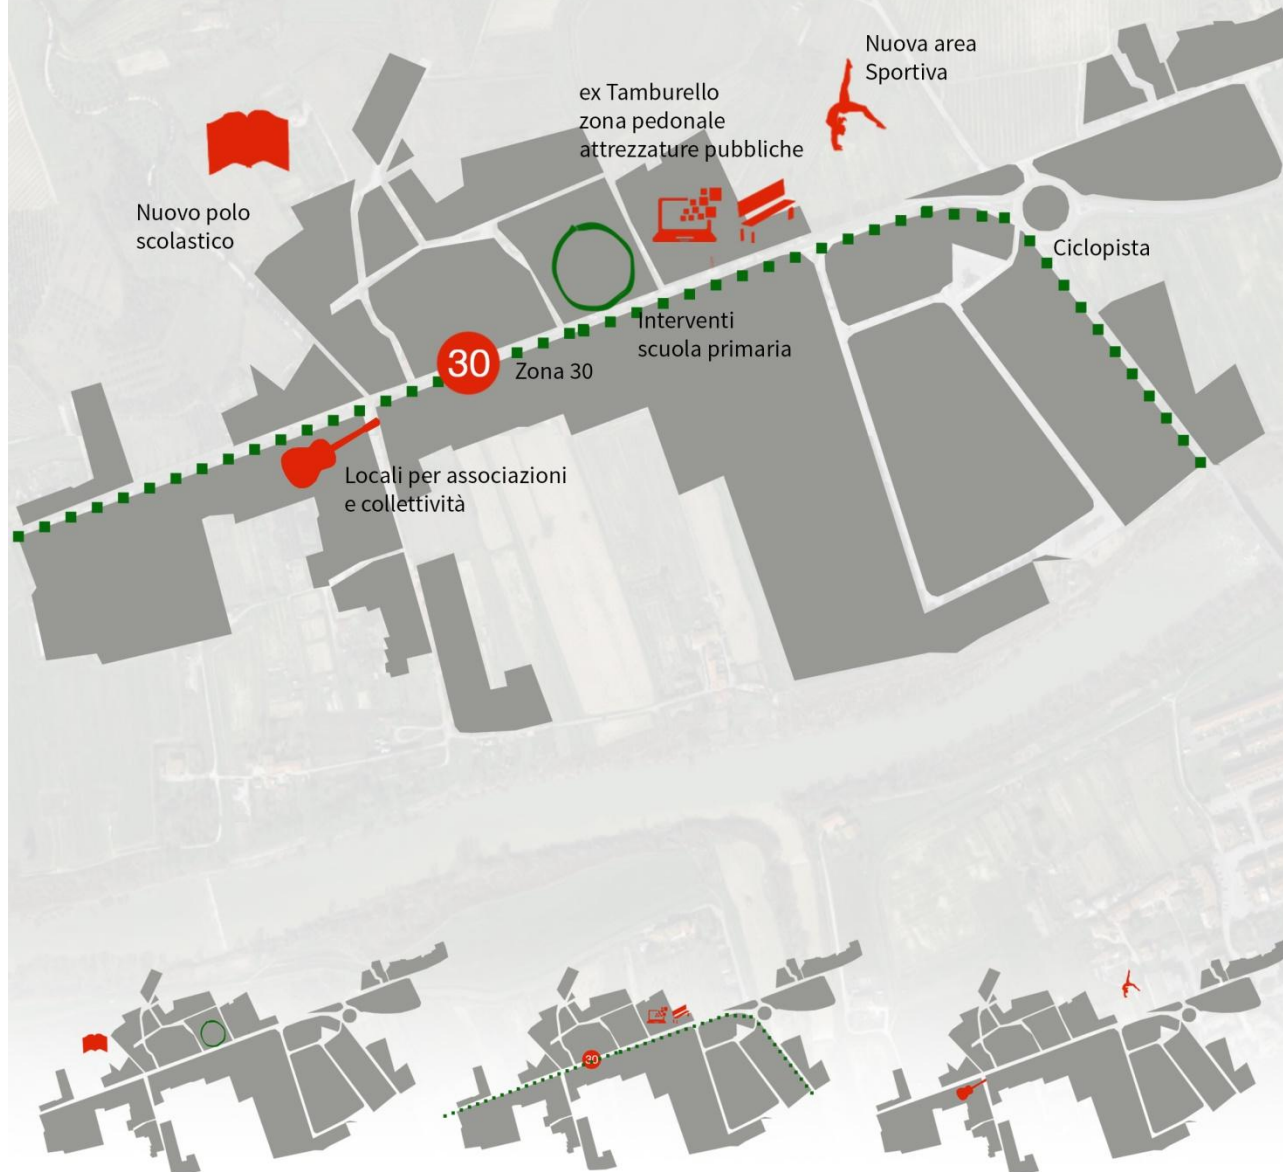 Nuova area
Sportiva
ex Tamburello
zona pedonale
attrezzature pubbliche
Nuovo polo
scolastico
Ciclopista
Interventi
scuola primaria
30
Zona 30
Locali per associazioni
e collettività
30